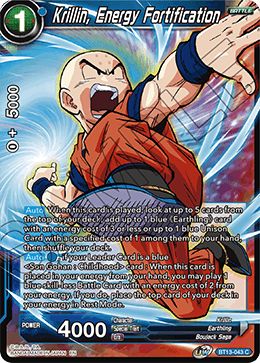 Krillin, Energy Fortification
BATTLE
1
0 + 5000
Auto When this card is played, look at up to 5 cards from
the top of your deck, add up to 1 blue ‹Earthling› card
with an energy cost of 3 or less or up to 1 blue Unison
Card with a specified cost of 1 among them to your hand,
then shuffle your deck.
Auto if your Leader Card is a blue
‹Son Gohan: Childhood› card : When this card is
placed in your energy from your hand, you may play 1
blue skill-less Battle Card with an energy cost of 2 from
your energy. If you do, place the top card of your deck in
your energy in Rest Mode.
POWER
4000
Character
Krillin
Special Trait
Earthling
Era
Boujack Saga
BT13-043 C